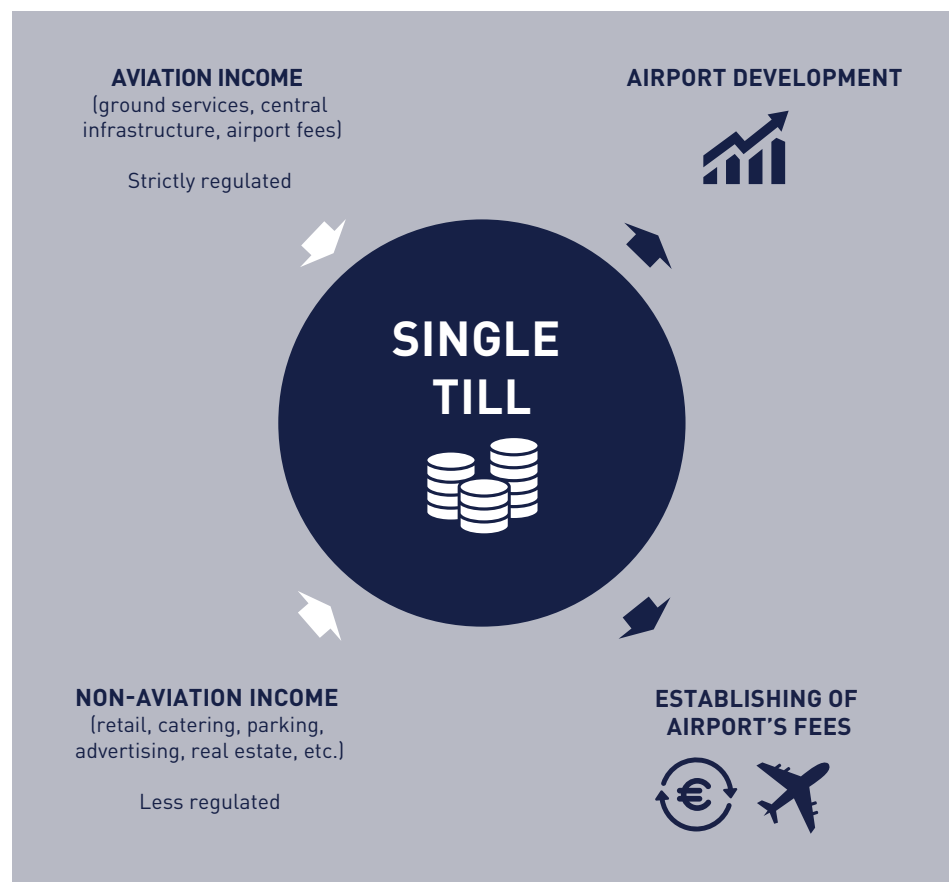 AVIATION INCOME
(ground services, central
infrastructure, airport fees)
Strictly regulated
AIRPORT DEVELOPMENT
SINGLE
TILL
NON-AVIATION INCOME
(retail, catering, parking,
advertising, real estate, etc.)
Less regulated
ESTABLISHING OF
AIRPORT’S FEES
€